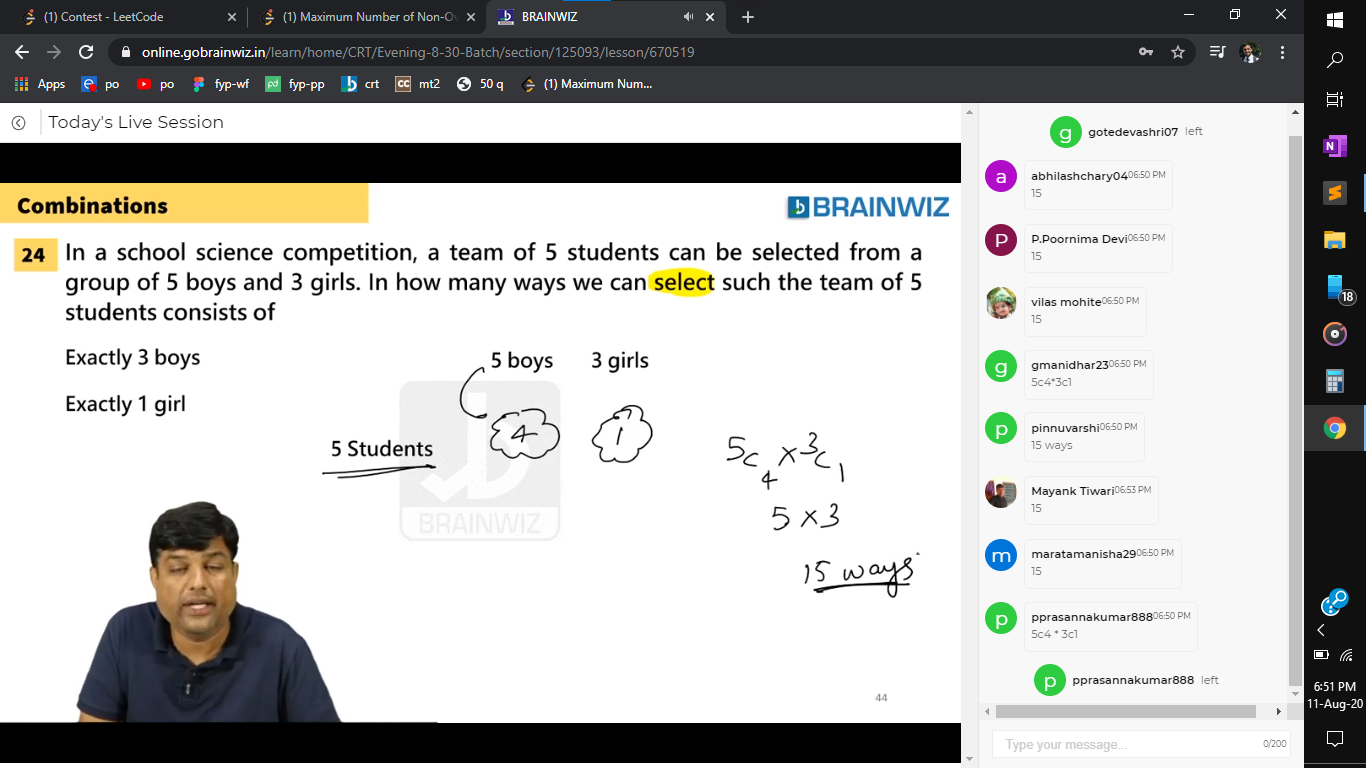 (1) Contest - LeetCode
(1) Maximum Number of Non-Ov
BRAINWIZ
online.gobrainwiz.in/learn/home/CRT/Evening-8-30-Batch/section/125093/lesson/670519
Apps po po fyp-wf fyp-pp crt mt2 50 q (1) Maximum Num...
Today's Live Session
Combinations
BRAINWIZ
24 In a school science competition, a team of 5 students can be selected from a
group of 5 boys and 3 girls. In how many ways we can select such the team of 5
students consists of
Exactly 3 boys
5 boys 3 girls
Exactly 1 girl
4 1
5 Students
5c4 × 3c1
5 × 3
15 ways
BRAINWIZ
44
g gotedevashri07 left
a abhilashchary04 06:50 PM
15
P P.Poornima Devi 06:50 PM
15
vilas mohite 06:50 PM
15
g gmanidhar23 06:50 PM
5c4*3c1
p pinnuvarshi 06:50 PM
15 ways
Mayank Tiwari 06:53 PM
15
m maratamanisha29 06:50 PM
15
p pprasannakumar888 06:50 PM
5c4 * 3c1
p pprasannakumar888 left
Type your message... 0/200
N
18
6:51 PM
11-Aug-20